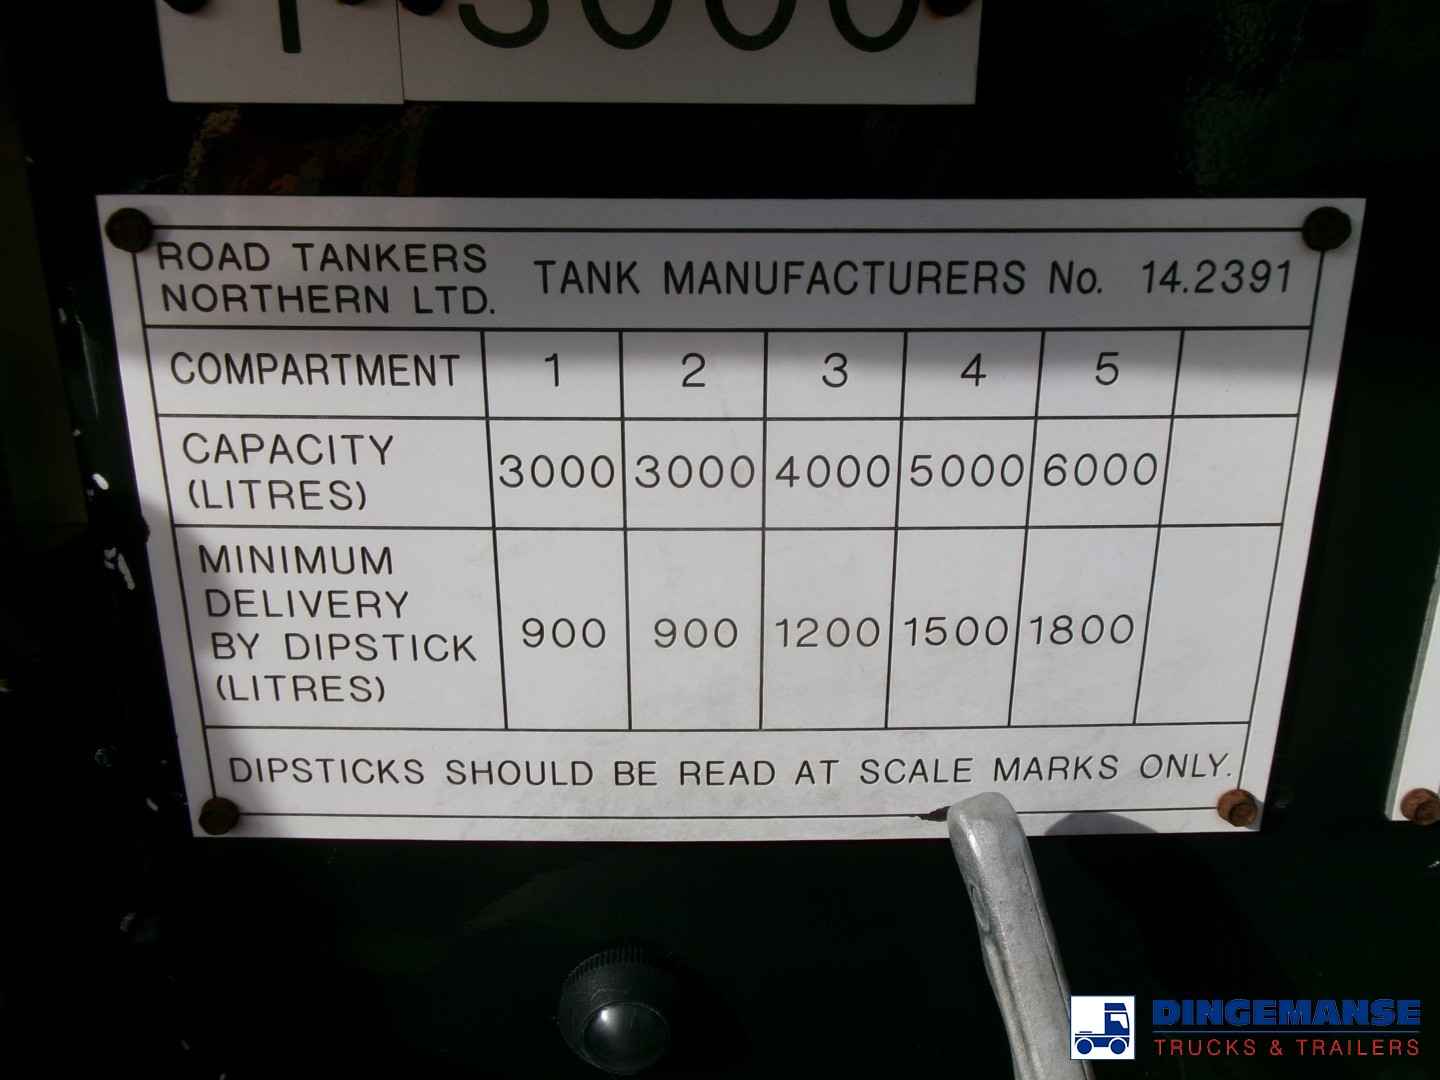 1 3000
ROAD TANKERS
NORTHERN LTD.
TANK MANUFACTURERS No. 14.2391
COMPARTMENT 1 2 3 4 5
CAPACITY
(LITRES)
3000 3000 4000 5000 6000
MINIMUM
DELIVERY
BY DIPSTICK
(LITRES)
900 900 1200 1500 1800
DIPSTICKS SHOULD BE READ AT SCALE MARKS ONLY.
DINGEMANSE
TRUCKS & TRAILERS